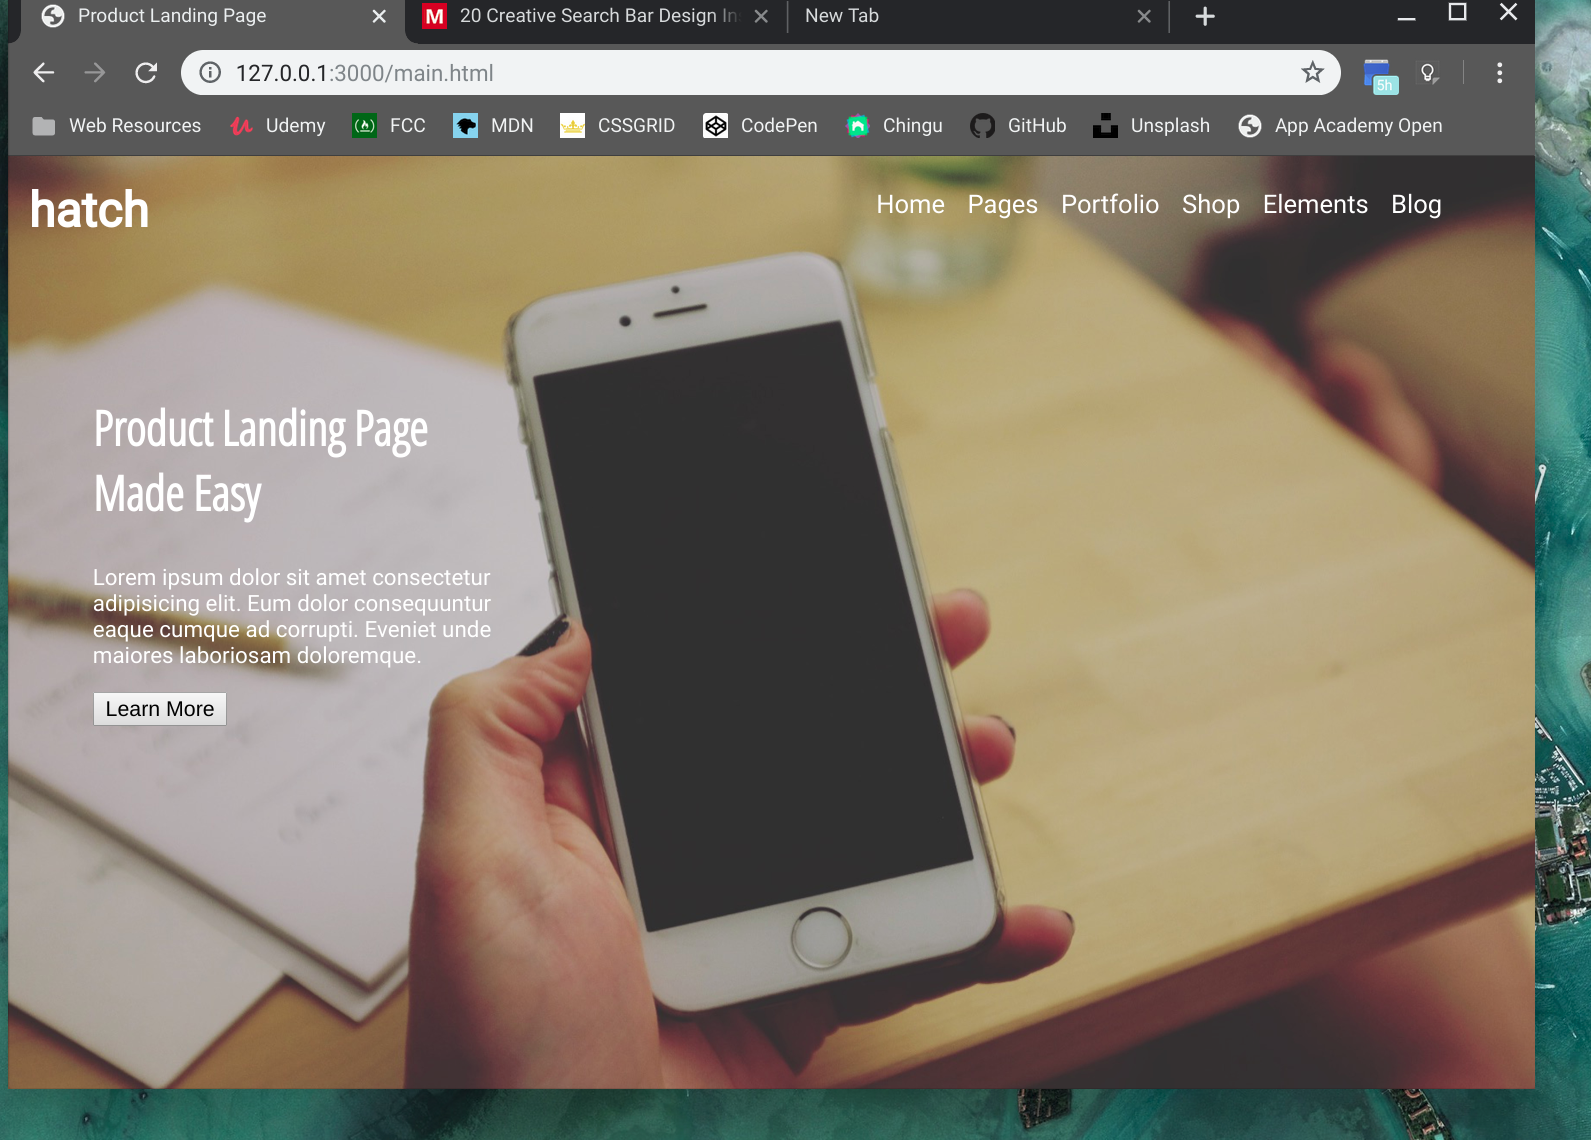 Product Landing Page
M
20 Creative Search Bar Design In
New Tab
127.0.0.1:3000/main.html
5h
Web Resources
Udemy
FCC
MDN
CSSGRID
CodePen
Chingu
GitHub
Unsplash
App Academy Open
hatch
Home Pages Portfolio Shop Elements Blog
Product Landing Page
Made Easy
Lorem ipsum dolor sit amet consectetur
adipisicing elit. Eum dolor consequuntur
eaque cumque ad corrupti. Eveniet unde
maiores laboriosam doloremque.
Learn More